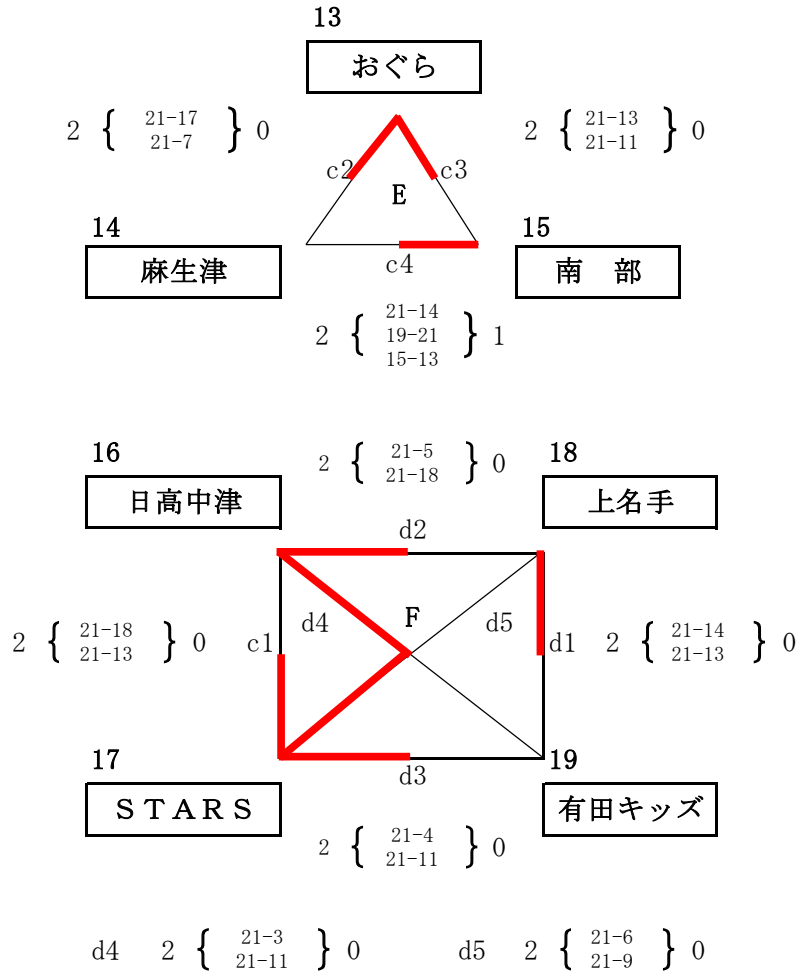 13
おぐら
21-17
2 { } 0
21-7
21-13
2 { } 0
21-11
c2 c3
E
14
麻生津
15
南　部
c4
21-14
2 { 19-21 } 1
15-13
16
日高中津
21-5
2 { } 0
21-18
18
上名手
d2
F
d4 d5
21-18
2 { } 0
21-13
c1
d1
21-14
2 { } 0
21-13
17
ＳＴＡＲＳ
d3
19
有田キッズ
21-4
2 { } 0
21-11
21-3
d4 2 { } 0
21-11
21-6
d5 2 { } 0
21-9